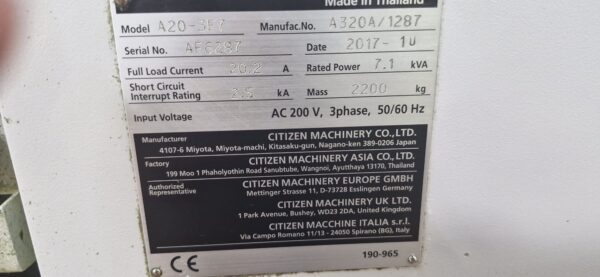 Made in Thailand
Model A20-3F7 Manufac.No. A320A/1287
Serial No. Date 2017-10
Full Load Current 20.2 A Rated Power 7.1 kVA
Short Circuit
Interrupt Rating 2.5 kA Mass 2200 kg
Input Voltage AC 200 V, 3phase, 50/60 Hz
Manufacturer CITIZEN MACHINERY CO.,LTD.
4107-6 Miyota, Miyota-machi, Kitasaku-gun, Nagano-ken 389-0206 Japan
Factory CITIZEN MACHINERY ASIA CO.,LTD.
199 Moo 1 Phaholyothin Road Sanubtube, Wangnoi, Ayutthaya 13170, Thailand
Authorized
Representative CITIZEN MACHINERY EUROPE GMBH
Mettinger Strasse 11, D-73728 Esslingen Germany
CITIZEN MACHINERY UK LTD.
1 Park Avenue, Bushey, WD23 2DA, United Kingdom
CITIZEN MACCHINE ITALIA s.r.l.
Via Campo Romano 11/13 - 24050 Spirano (BG), Italy
CE 190-965